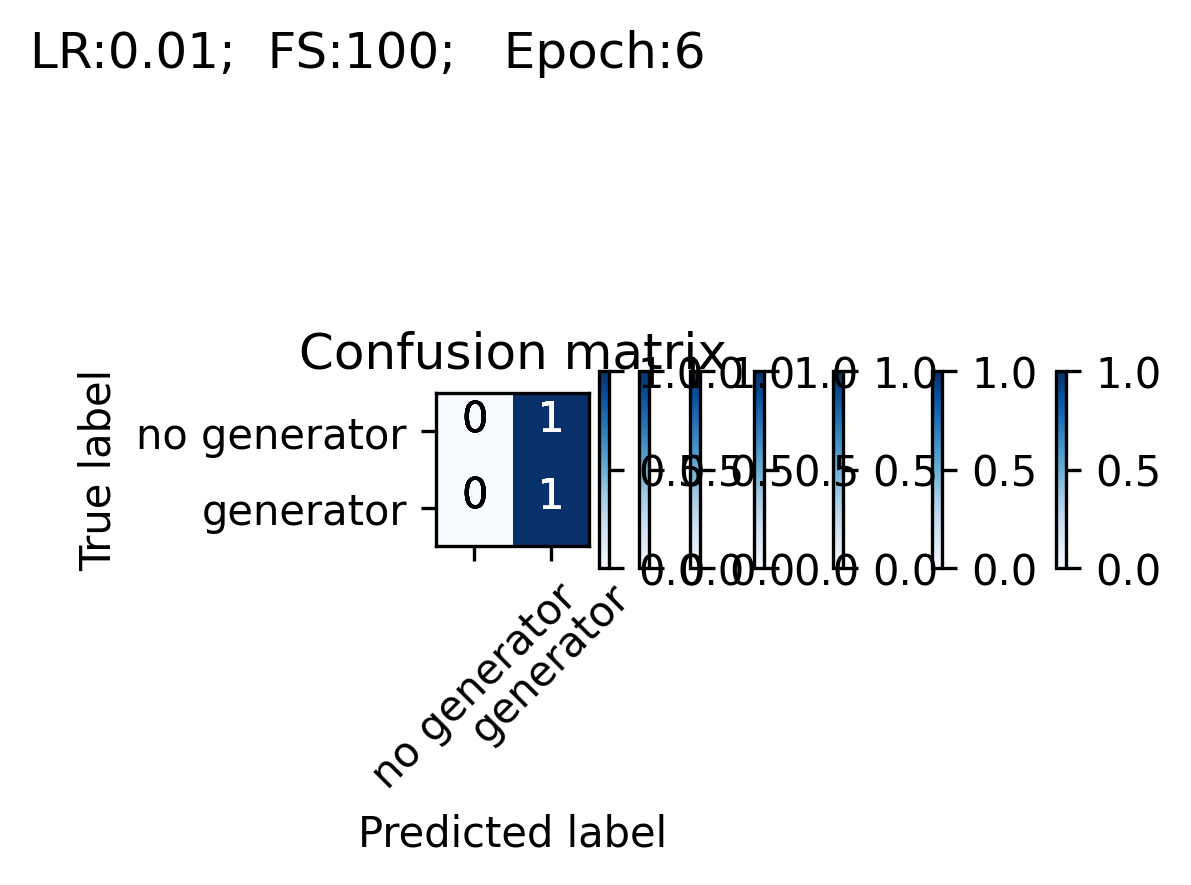 LR:0.01;  FS:100;   Epoch:6
Confusion matrix
True label
no generator
generator
0 1
0 1
1.0 1.0 1.0 1.0 1.0 1.0 1.0
0.5 0.5 0.5 0.5 0.5 0.5 0.5
0.0 0.0 0.0 0.0 0.0 0.0 0.0
no generator
generator
Predicted label